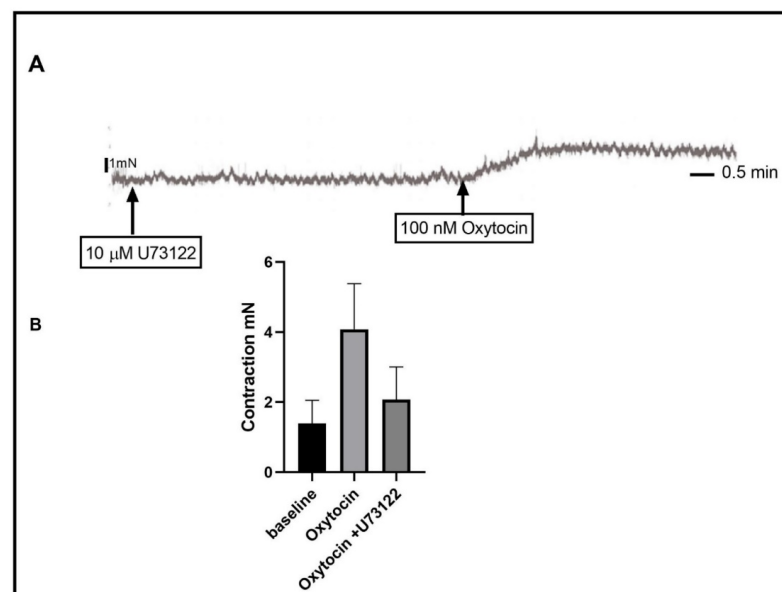 A
1mN
0.5 min
10 μM U73122
100 nM Oxytocin
B
Contraction mN
6
4
2
0
baseline
Oxytocin
Oxytocin +U73122